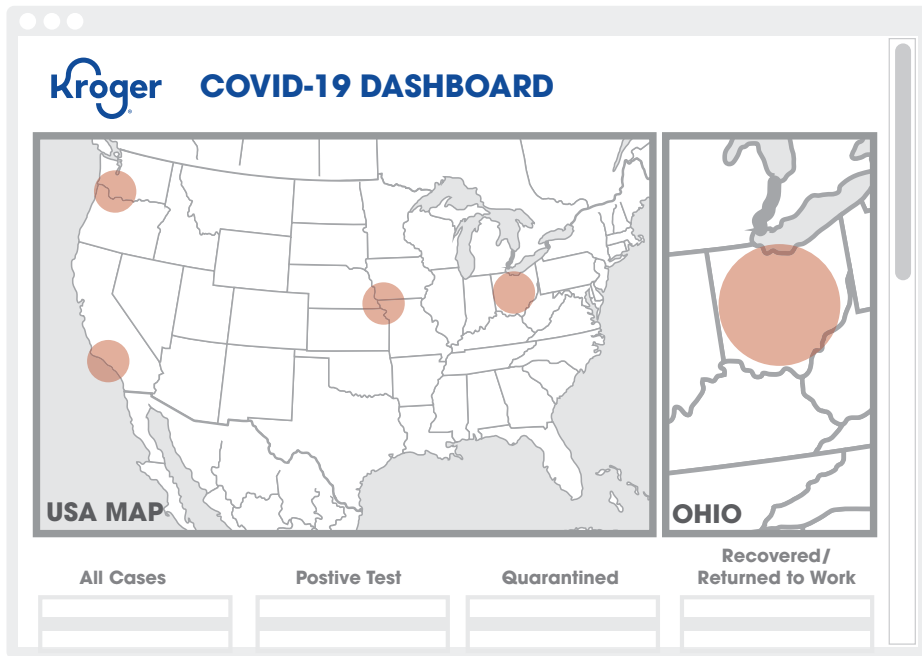 Kroger COVID-19 DASHBOARD
USA MAP
OHIO
All Cases
Postive Test
Quarantined
Recovered/
Returned to Work